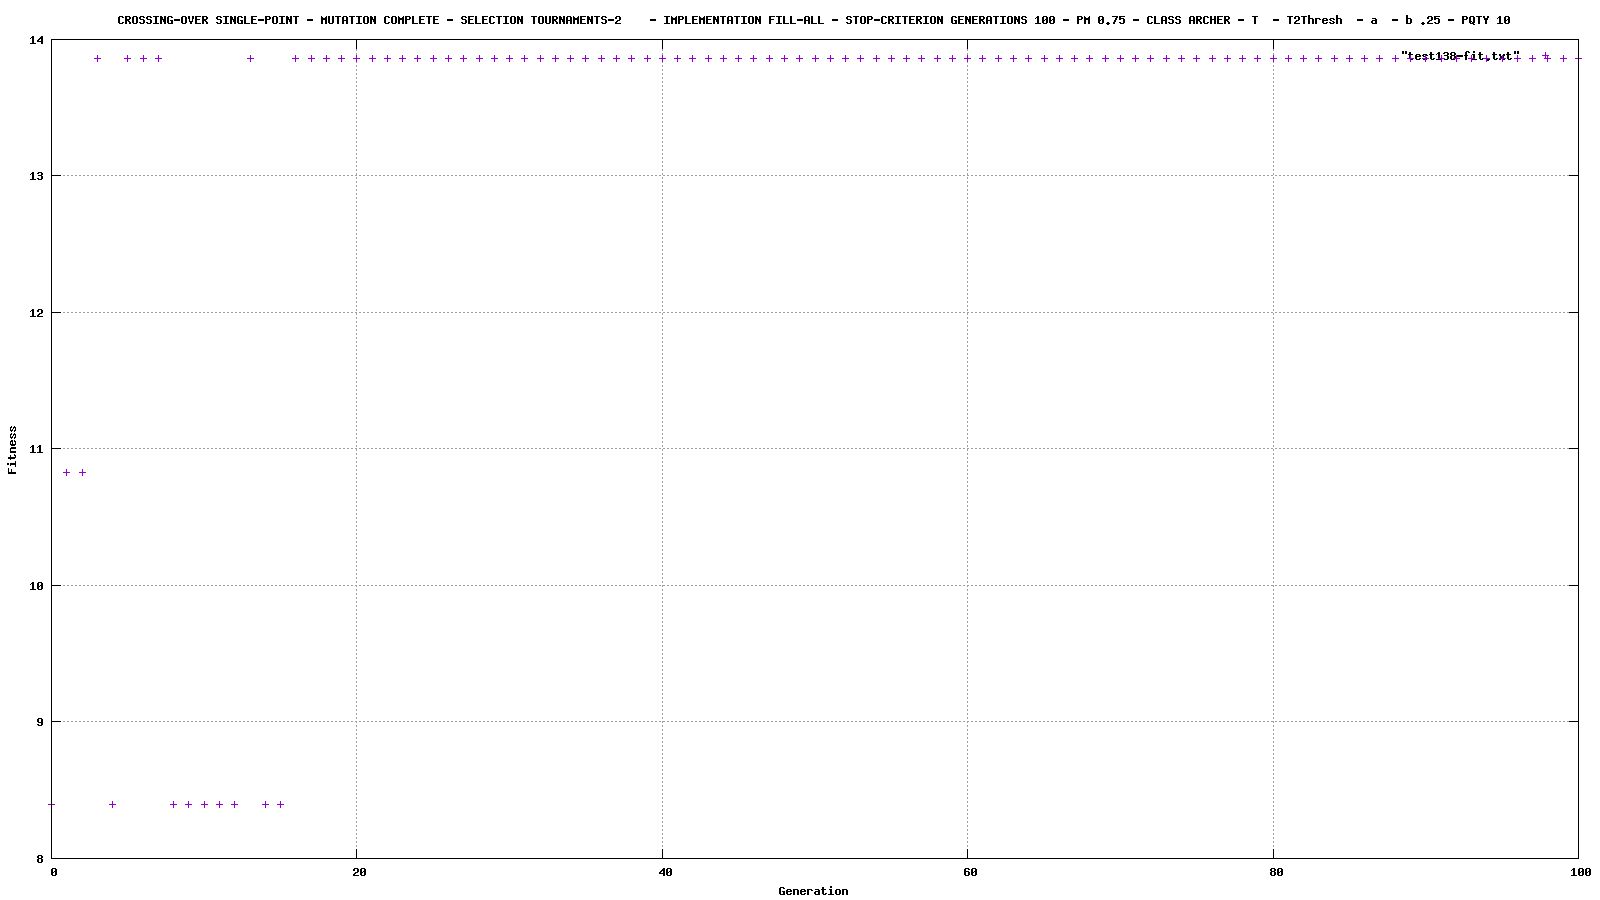 CROSSING-OVER SINGLE-POINT - MUTATION COMPLETE - SELECTION TOURNAMENTS-2    - IMPLEMENTATION FILL-ALL - STOP-CRITERION GENERATIONS 100 - PM 0.75 - CLASS ARCHER - T  - T2Thresh  - a  - b .25 - PQTY 10
"test138-fit.txt"
14
13
12
11
10
9
8
Fitness
0 20 40 60 80 100
Generation